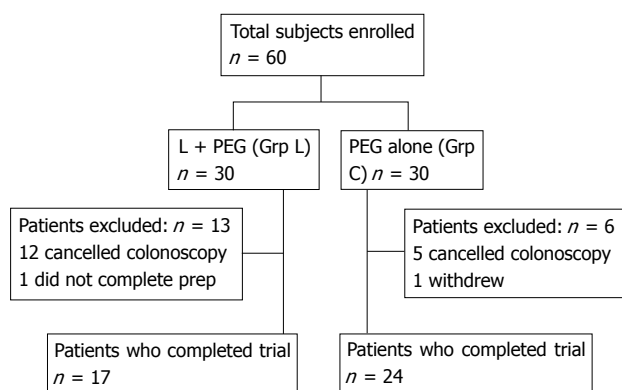 Total subjects enrolled
n = 60
L + PEG (Grp L)
n = 30
PEG alone (Grp
C) n = 30
Patients excluded: n = 13
12 cancelled colonoscopy
1 did not complete prep
Patients excluded: n = 6
5 cancelled colonoscopy
1 withdrew
Patients who completed trial
n = 17
Patients who completed trial
n = 24